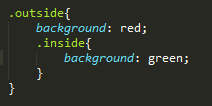 .outside{
    background: red;
    .inside{
        background: green;
    }
}